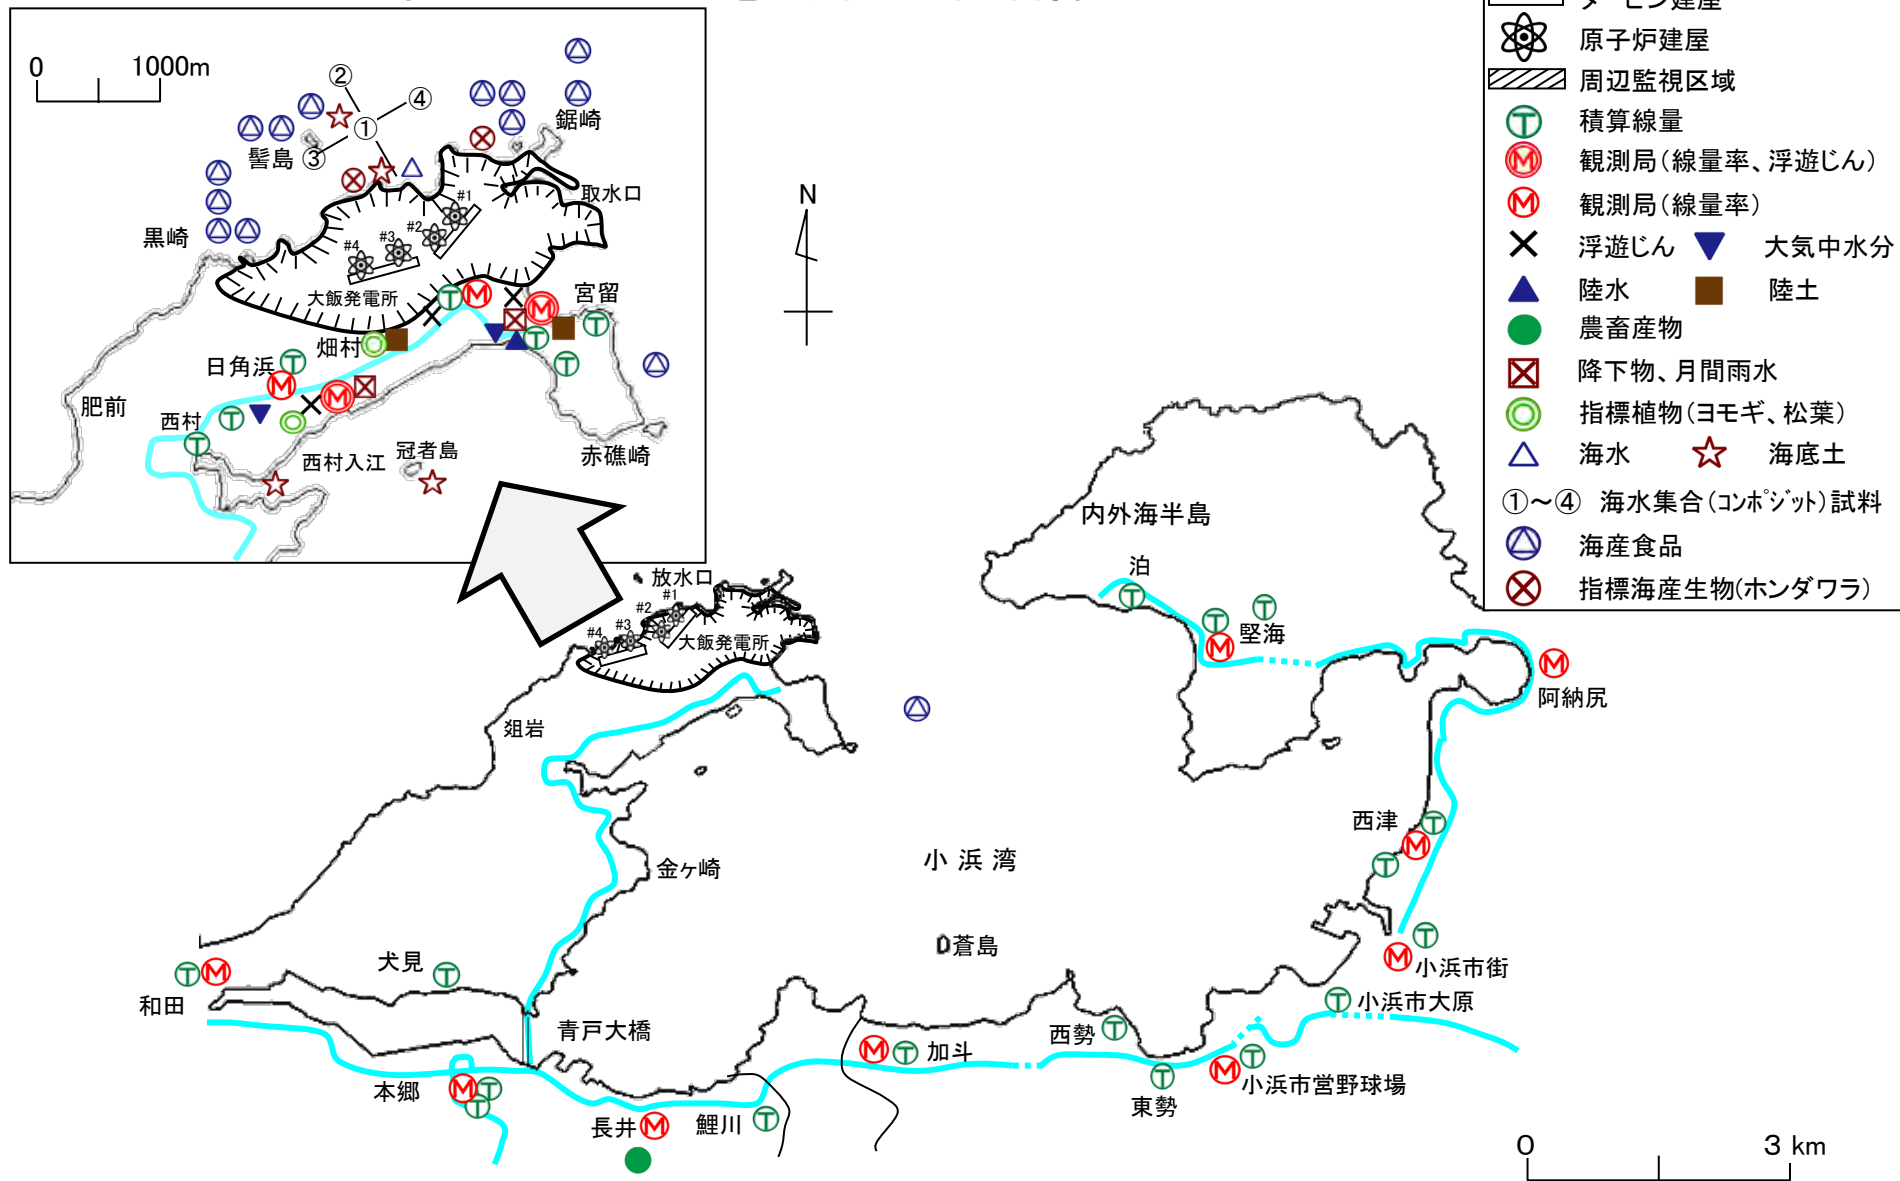 タービン建屋
原子炉建屋
周辺監視区域
積算線量
観測局(線量率、浮遊じん)
観測局(線量率)
浮遊じん 大気中水分
陸水 陸土
農畜産物
降下物、月間雨水
指標植物(ヨモギ、松葉)
海水 海底土
①～④ 海水集合(コンポジット)試料
海産食品
指標海産生物(ホンダワラ)
0 1000m
②
④
①
③
髻島
鋸崎
取水口
黒崎
#1
#2
#3
#4
大飯発電所
宮留
畑村
日角浜
肥前
西村
西村入江
冠者島
赤礁崎
N
内外海半島
泊
堅海
阿納尻
放水口
#1
#2
#3
#4
大飯発電所
俎岩
西津
金ヶ崎
小浜湾
蒼島
犬見
小浜市街
和田
小浜市大原
青戸大橋
西勢
加斗
本郷
小浜市営野球場
東勢
長井
鯉川
0 3 km